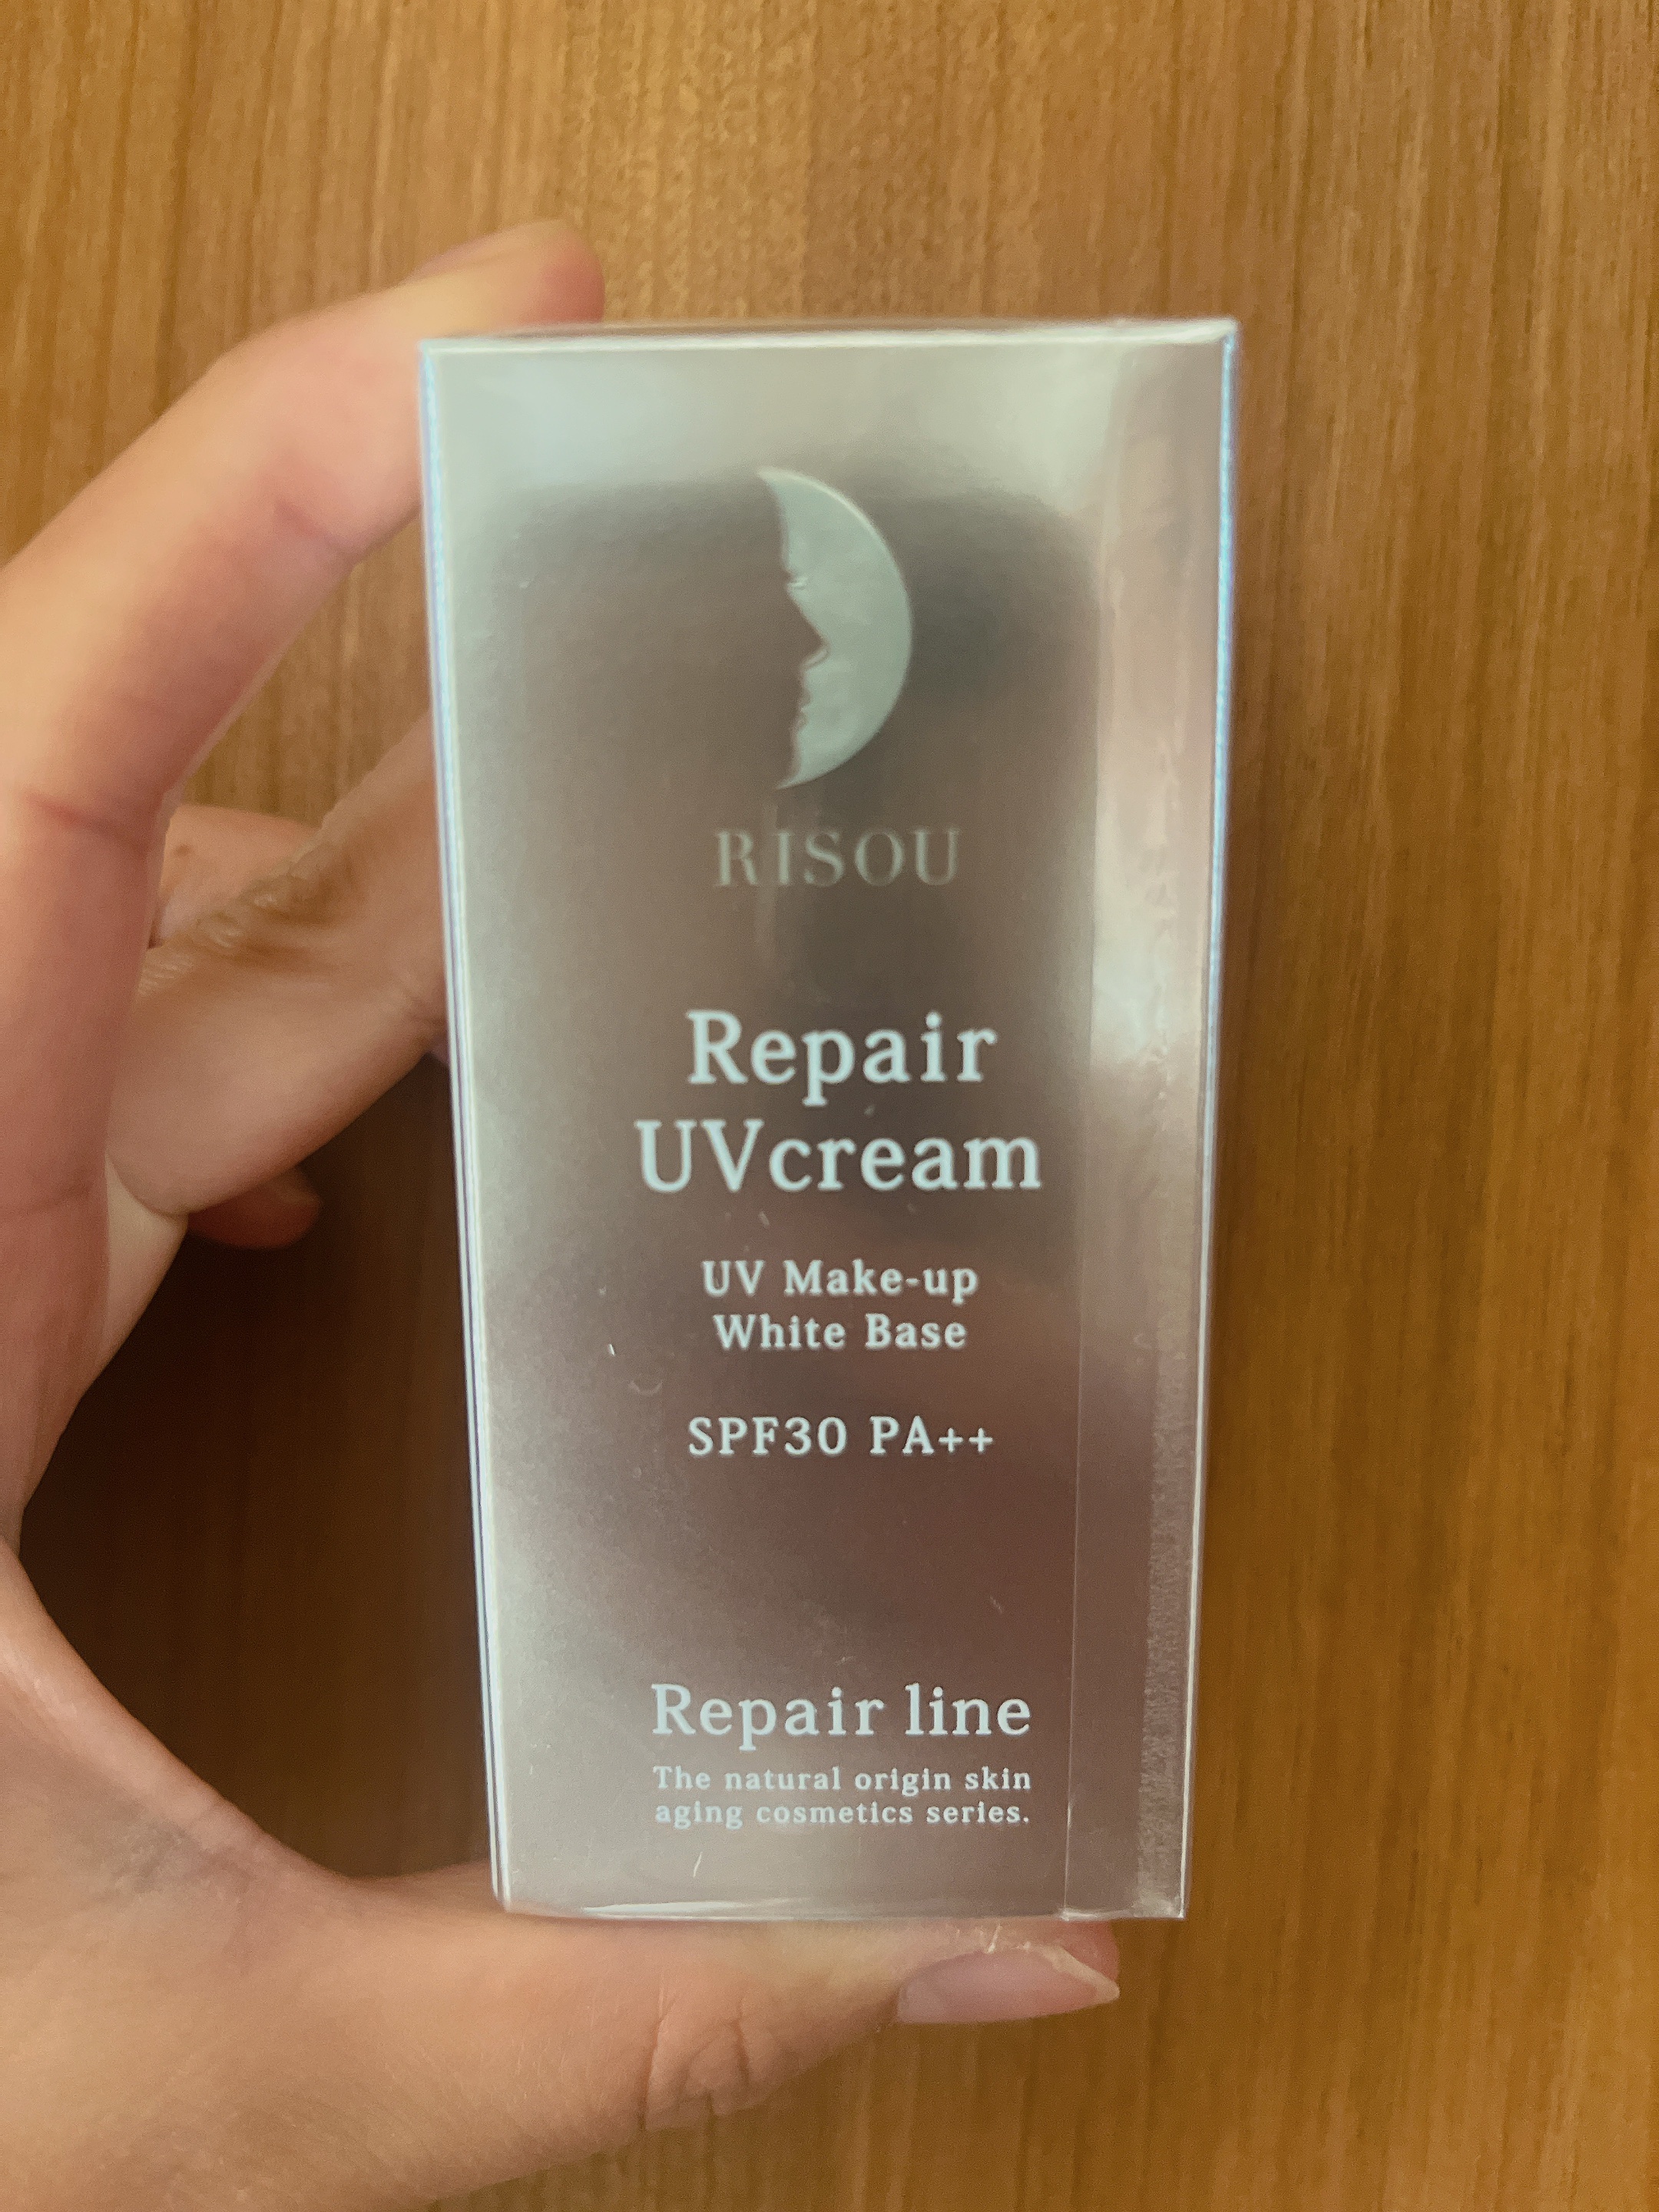 RISOU
Repair
UVcream
UV Make-up
White Base
SPF30 PA++
Repair line
The natural origin skin
aging cosmetics series.